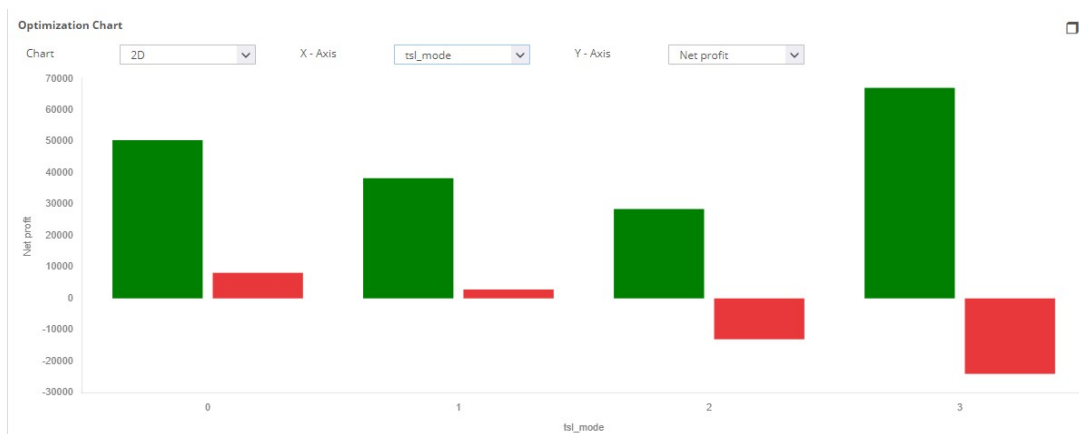 Optimization Chart
Chart 2D X - Axis tsl_mode Y - Axis Net profit
70000
60000
50000
40000
30000
20000
10000
0
-10000
-20000
-30000
Net profit
0 1 2 3
tsl_mode